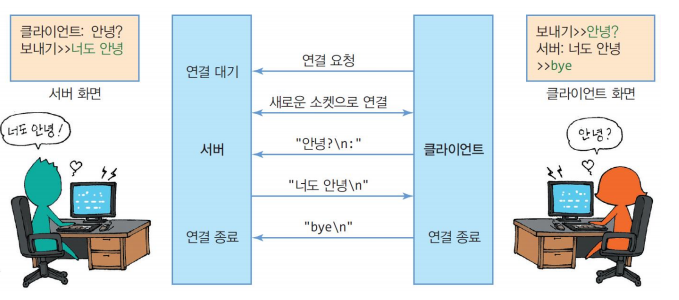 클라이언트: 안녕?
보내기>>너도 안녕
서버 화면
너도 안녕!
연결 대기
서버
연결 종료
연결 요청
새로운 소켓으로 연결
"안녕?\n:"
"너도 안녕\n"
"bye\n"
클라이언트
연결 종료
보내기>>안녕?
서버: 너도 안녕
>>bye
클라이언트 화면
안녕?